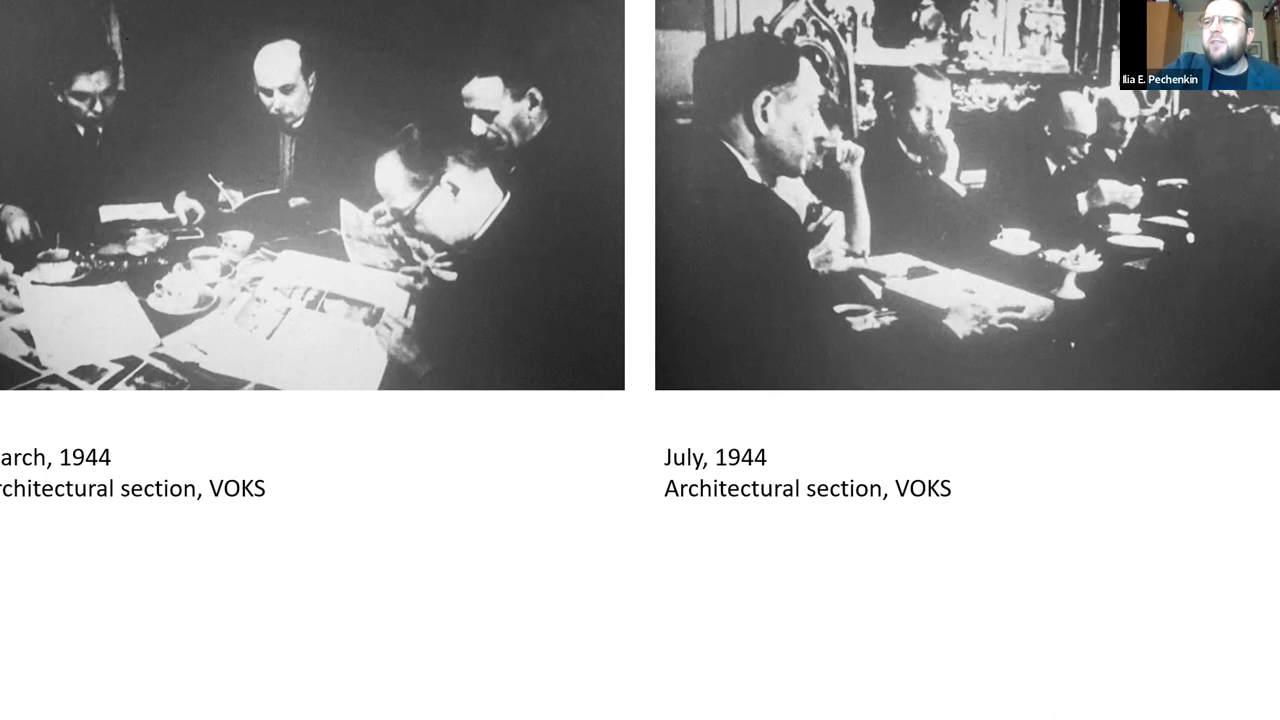 Ilia E. Pechenkin
arch, 1944
rchitectural section, VOKS
July, 1944
Architectural section, VOKS